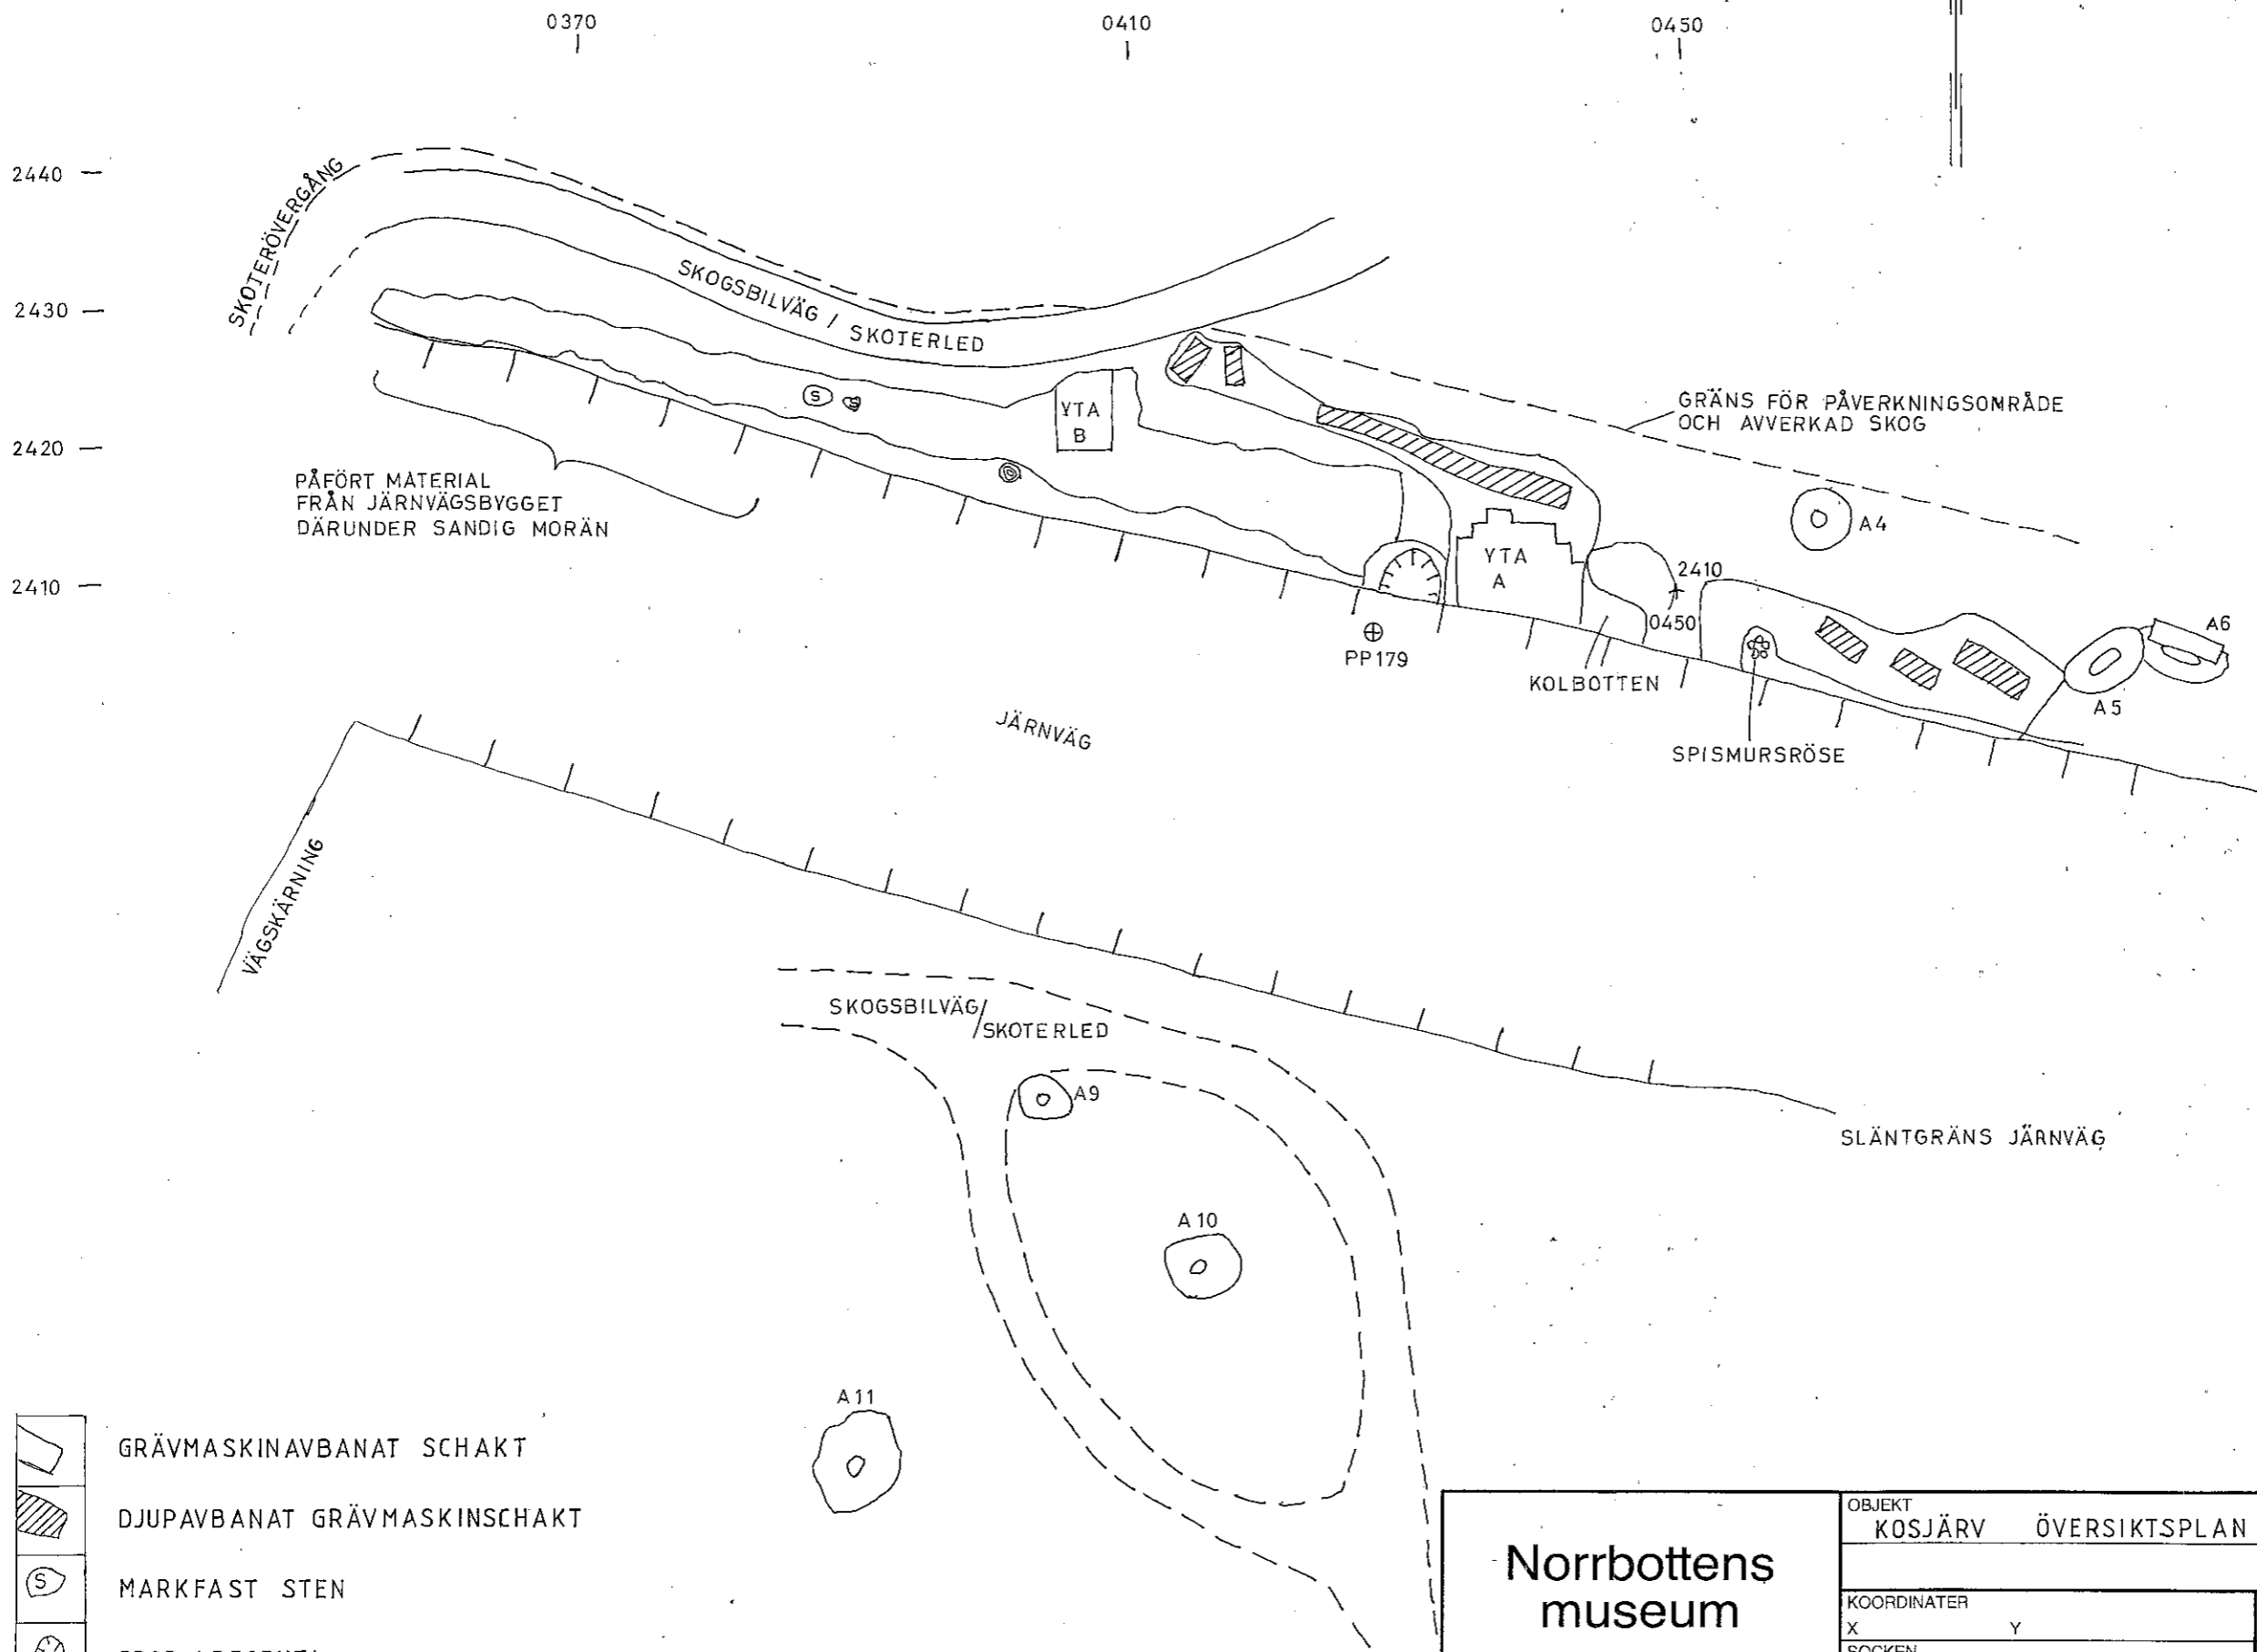 0370
0410
0450
2440
2430
2420
2410
SKOTERÖVERGÅNG
SKOGSBILVÄG / SKOTERLED
S
S
YTA
B
GRÄNS FÖR PÅVERKNINGSOMRÅDE
OCH AVVERKAD SKOG
PÅFÖRT MATERIAL
FRÅN JÄRNVÄGSBYGGET
DÄRUNDER SANDIG MORÄN
YTA
A
A4
2410
0450
A6
A5
PP179
KOLBOTTEN
SPISMURSRÖSE
JÄRNVÄG
VÄGSKÄRNING
SKOGSBILVÄG/
/SKOTERLED
A9
SLÄNTGRÄNS JÄRNVÄG
A10
A11
GRÄVMASKINAVBANAT SCHAKT
DJUPAVBANAT GRÄVMASKINSCHAKT
S
MARKFAST STEN
Norrbottens
museum
OBJEKT
KOSJÄRV ÖVERSIKTSPLAN
KOORDINATER
X Y
SOCKEN